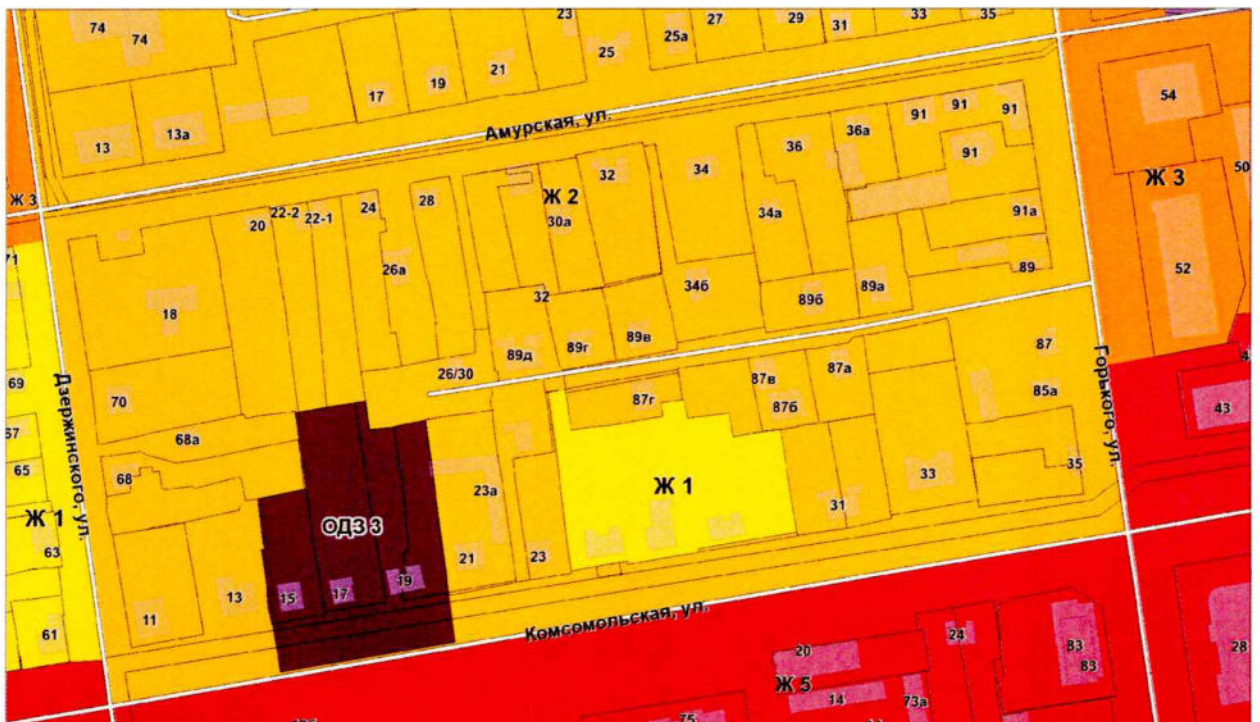 74
74
23
27
29
31
33
35
25а
25
21
19
17
13
13а
54
Амурская, ул.
91
91
91
36а
36
91
50
Ж 3
Ж 3
32
34
Ж 2
28
24
22-2
22-1
20
30а
34а
91а
71
26а
34б
32
89б
89а
89
52
18
89д
89г
89в
26/30
87
87а
87в
87б
85а
87г
69
70
Дзержинского, ул.
Горького, ул.
43
67
68а
65
68
Ж 1
63
ОДЗ 3
23а
Ж 1
33
35
31
21
23
61
11
13
15
17
19
Комсомольская, ул.
20
24
83
83
28
Ж 5
14
73а
75